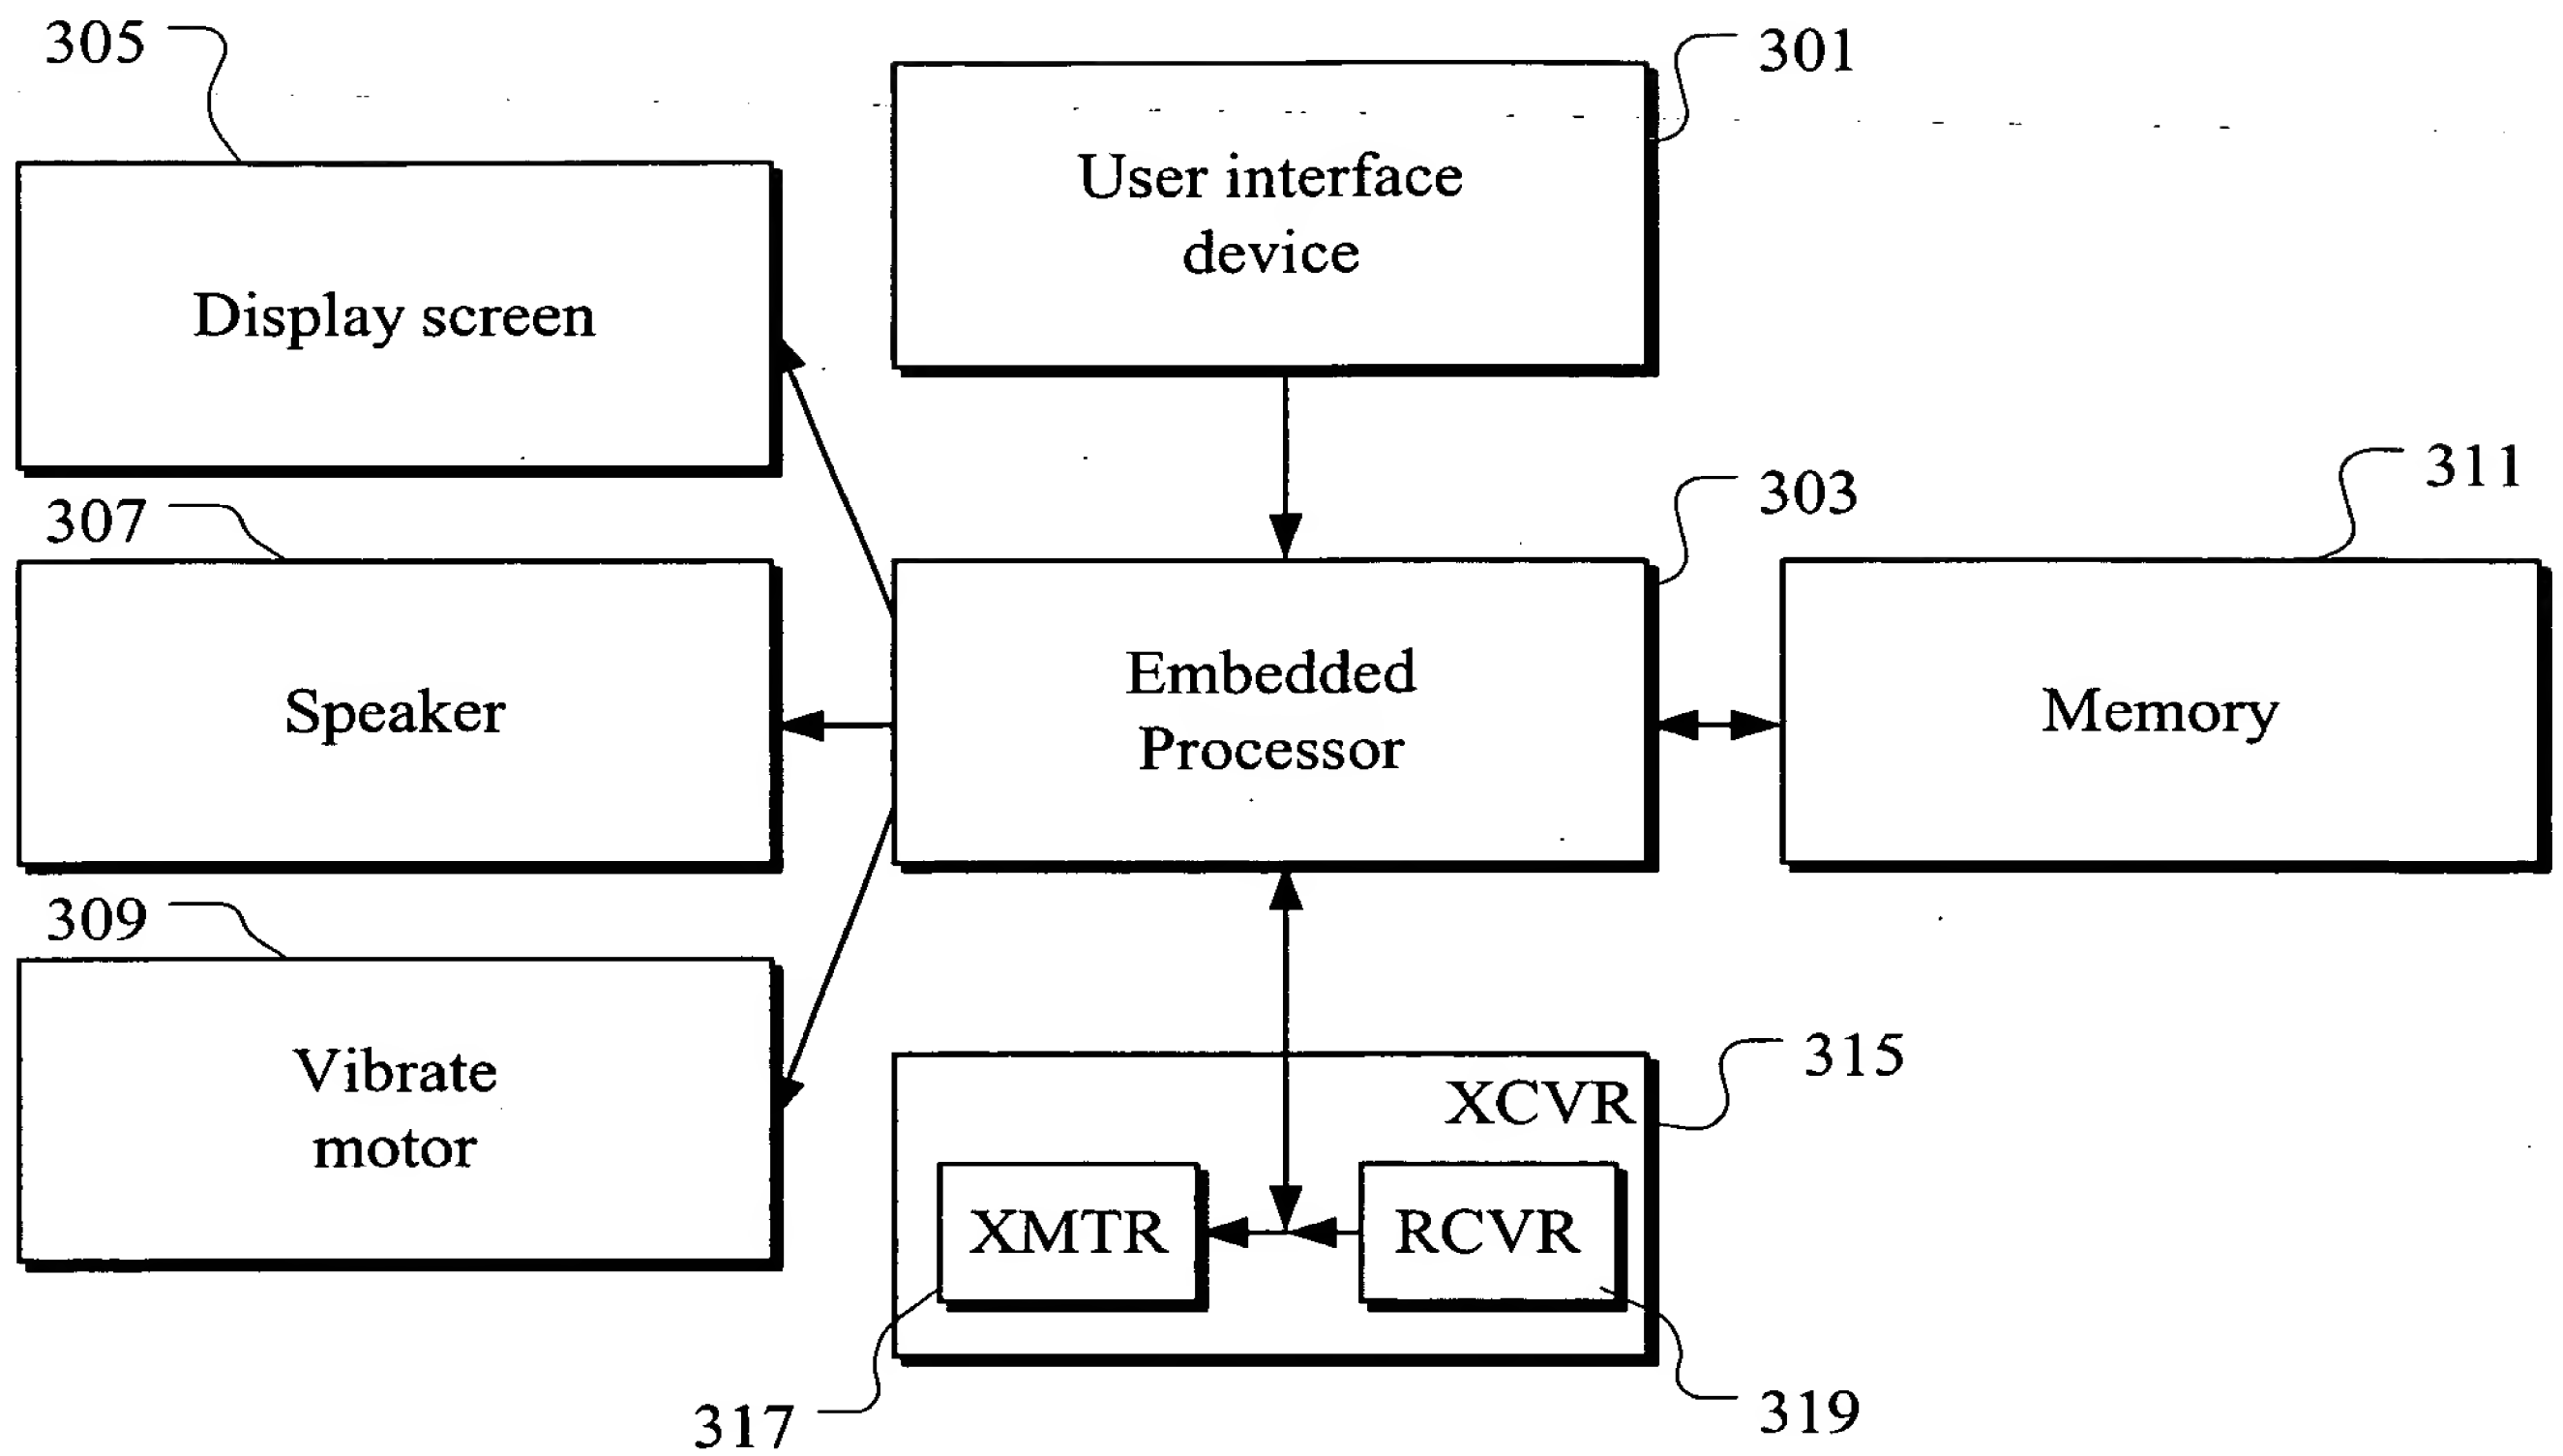 305
301
User interface
device
Display screen
311
303
307
Embedded
Processor
Speaker
Memory
309
315
Vibrate
motor
XCVR
XMTR
RCVR
317
319